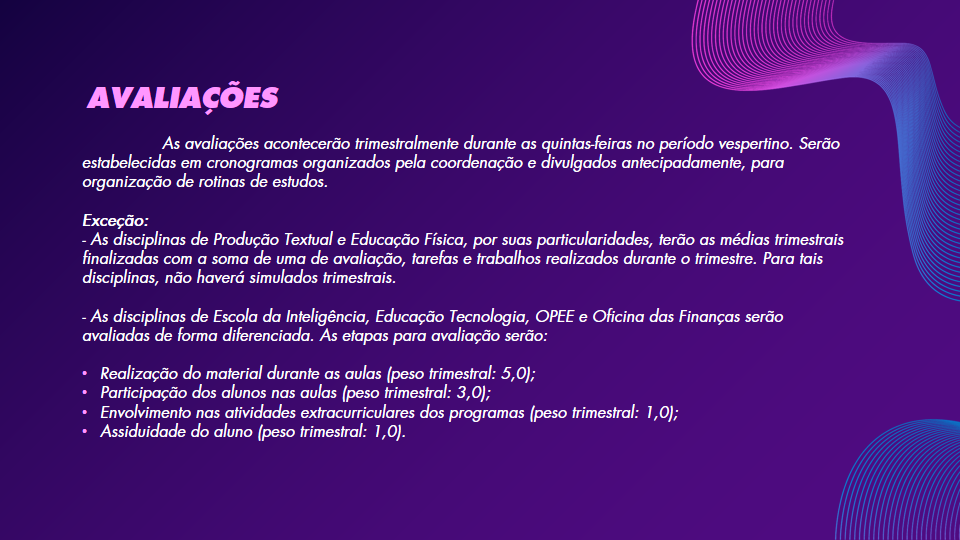 AVALIAÇÕES
As avaliações acontecerão trimestralmente durante as quintas-feiras no período vespertino. Serão
estabelecidas em cronogramas organizados pela coordenação e divulgados antecipadamente, para
organização de rotinas de estudos.
Exceção:
- As disciplinas de Produção Textual e Educação Física, por suas particularidades, terão as médias trimestrais
finalizadas com a soma de uma de avaliação, tarefas e trabalhos realizados durante o trimestre. Para tais
disciplinas, não haverá simulados trimestrais.
- As disciplinas de Escola da Inteligência, Educação Tecnologia, OPEE e Oficina das Finanças serão
avaliadas de forma diferenciada. As etapas para avaliação serão:
• Realização do material durante as aulas (peso trimestral: 5,0);
• Participação dos alunos nas aulas (peso trimestral: 3,0);
• Envolvimento nas atividades extracurriculares dos programas (peso trimestral: 1,0);
• Assiduidade do aluno (peso trimestral: 1,0).